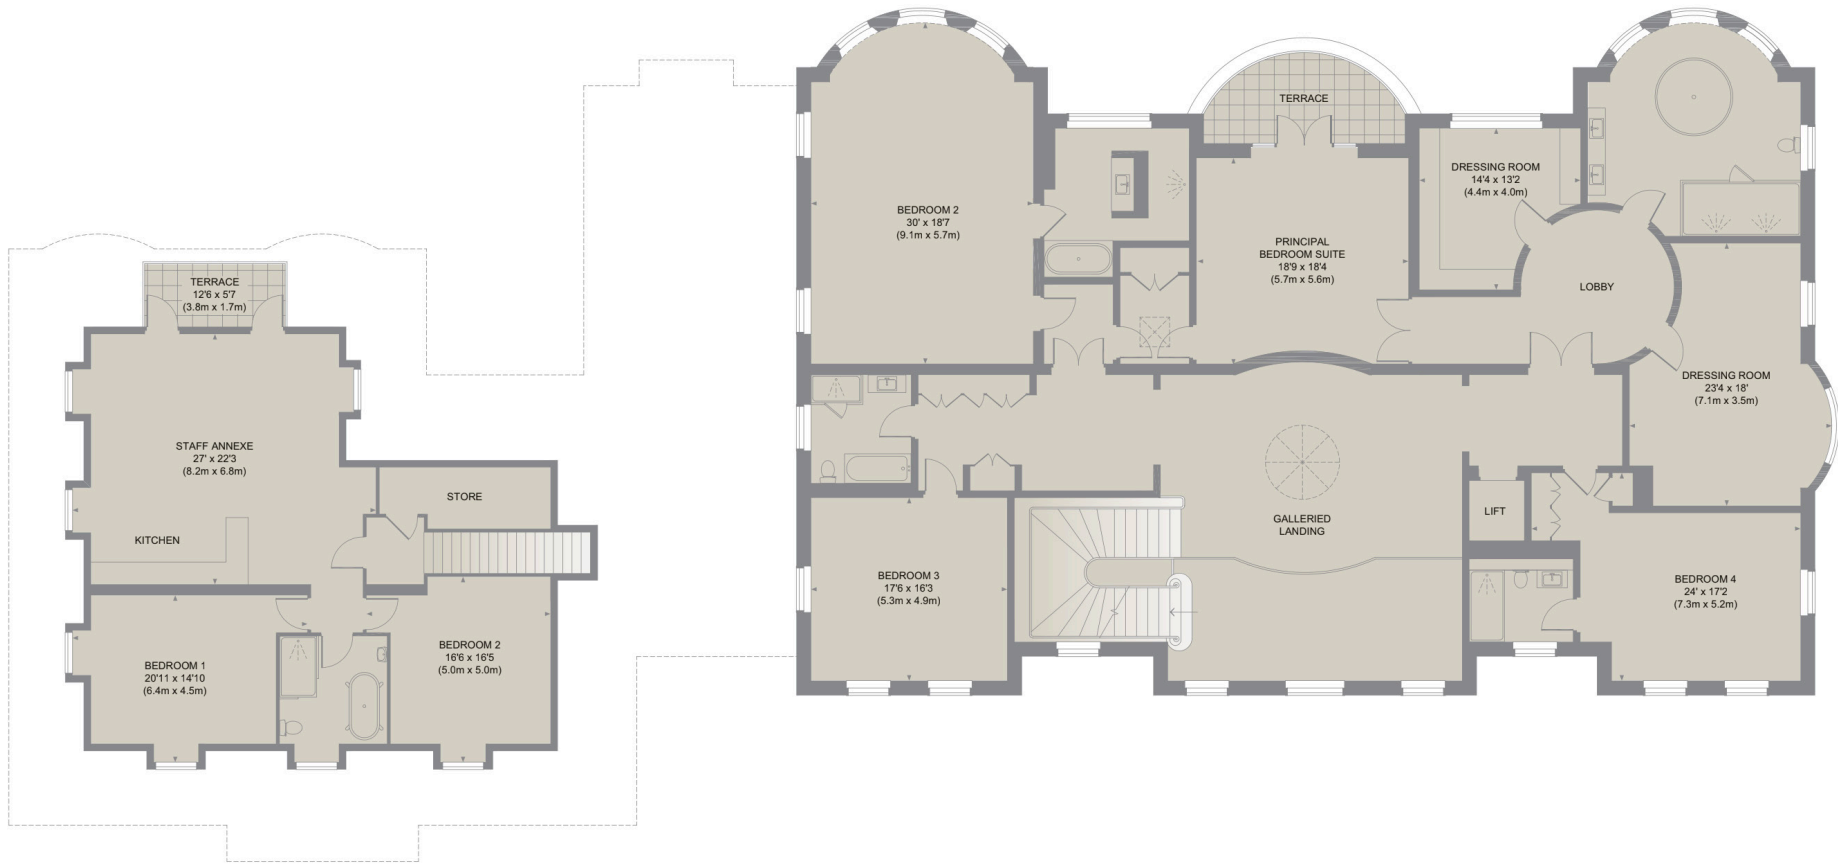 TERRACE
12'6 x 5'7
(3.8m x 1.7m)
STAFF ANNEXE
27' x 22'3
(8.2m x 6.8m)
STORE
KITCHEN
BEDROOM 1
20'11 x 14'10
(6.4m x 4.5m)
BEDROOM 2
16'6 x 16'5
(5.0m x 5.0m)
BEDROOM 2
30' x 18'7
(9.1m x 5.7m)
TERRACE
PRINCIPAL
BEDROOM SUITE
18'9 x 18'4
(5.7m x 5.6m)
DRESSING ROOM
14'4 x 13'2
(4.4m x 4.0m)
LOBBY
DRESSING ROOM
23'4 x 18'
(7.1m x 3.5m)
GALLERIED
LANDING
LIFT
BEDROOM 3
17'6 x 16'3
(5.3m x 4.9m)
BEDROOM 4
24' x 17'2
(7.3m x 5.2m)